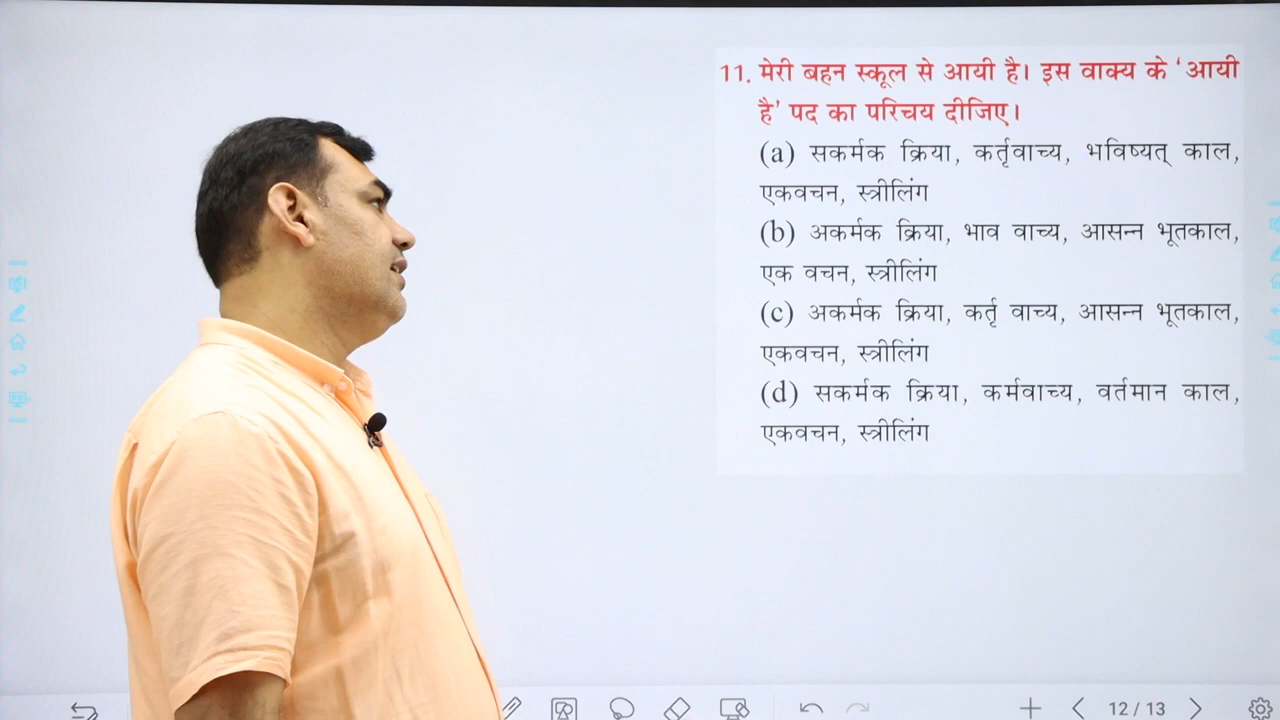 11. मेरी बहन स्कूल से आयी है। इस वाक्य के ‘आयी
है’ पद का परिचय दीजिए।
(a) सकर्मक क्रिया, कर्तृवाच्य, भविष्यत् काल,
एकवचन, स्त्रीलिंग
(b) अकर्मक क्रिया, भाव वाच्य, आसन्न भूतकाल,
एक वचन, स्त्रीलिंग
(c) अकर्मक क्रिया, कर्तृ वाच्य, आसन्न भूतकाल,
एकवचन, स्त्रीलिंग
(d) सकर्मक क्रिया, कर्मवाच्य, वर्तमान काल,
एकवचन, स्त्रीलिंग
12 / 13